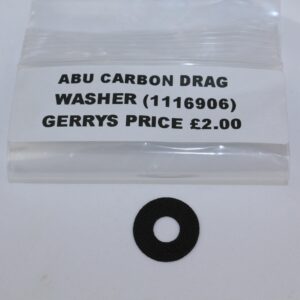 ABU CARBON DRAG
WASHER (1116906)
GERRYS PRICE £2.00